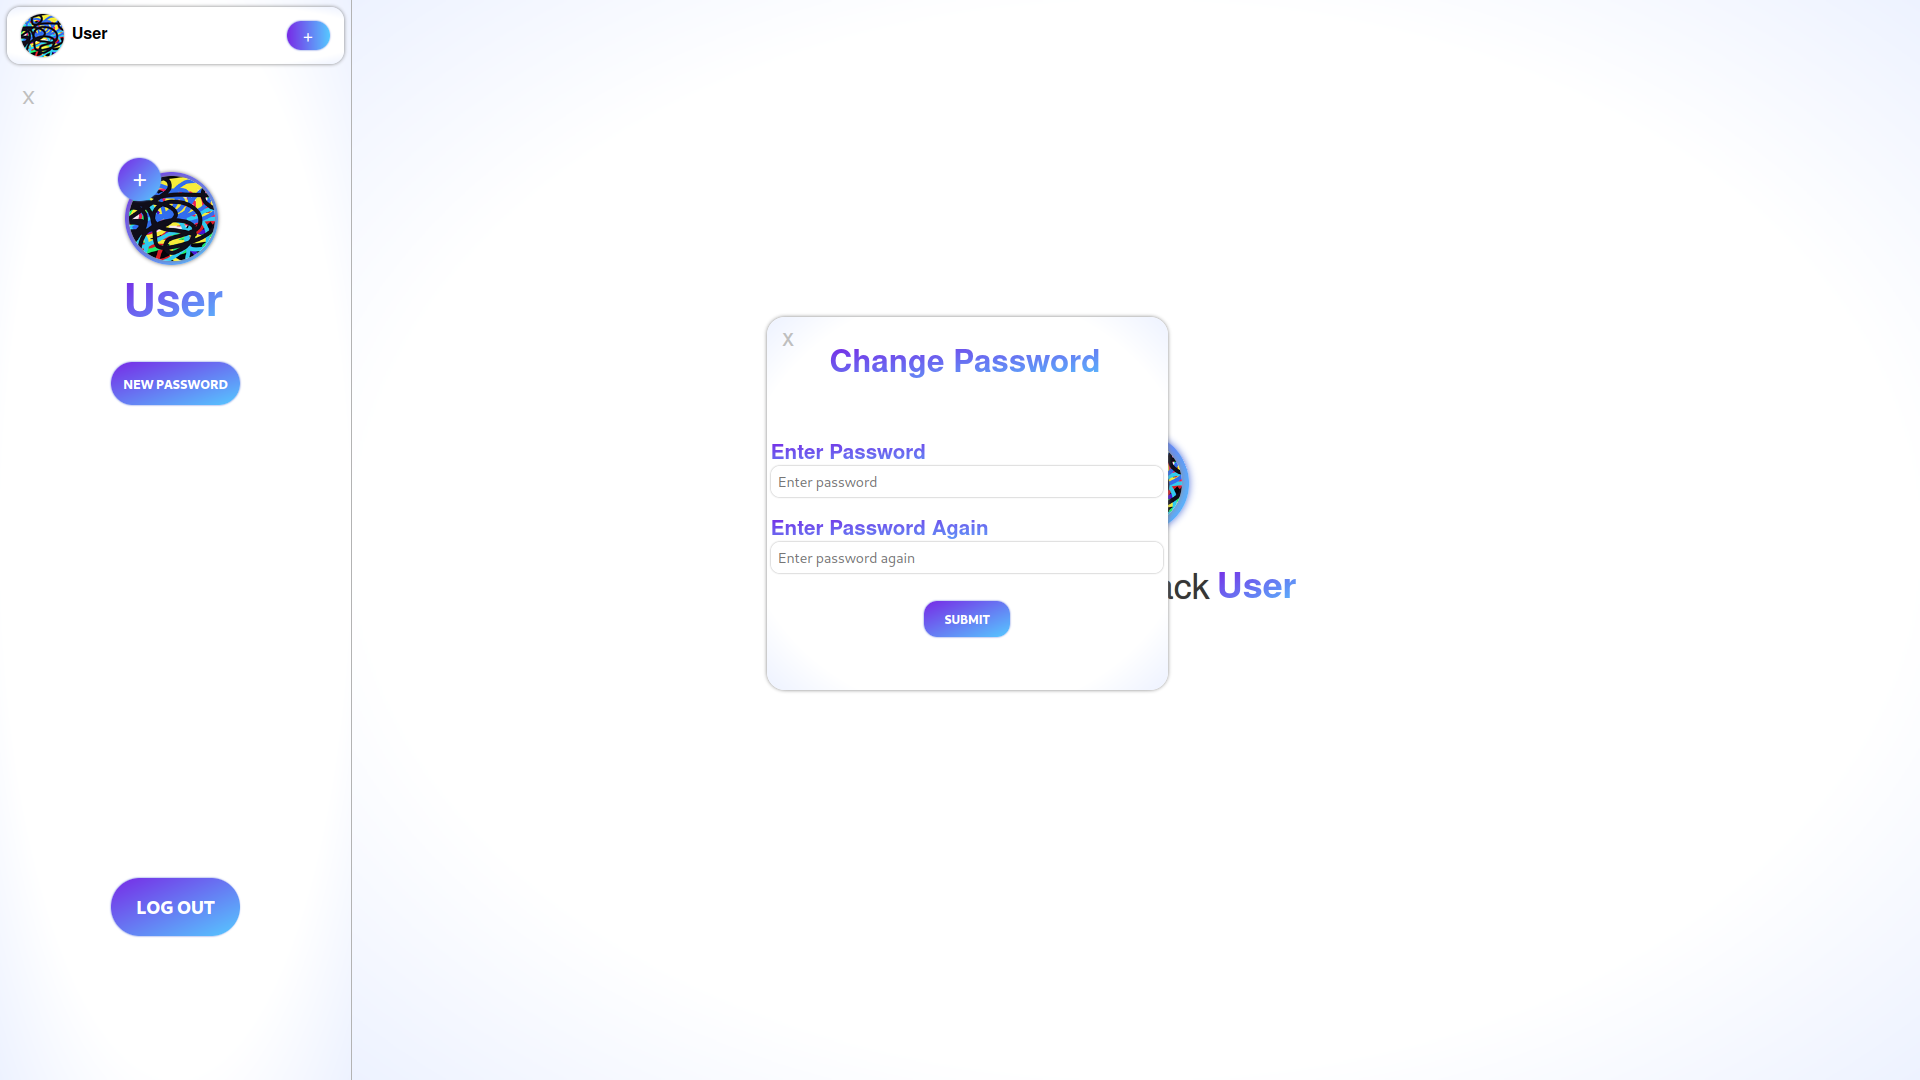 User
+
X
+
User
NEW PASSWORD
LOG OUT
X
Change Password
Enter Password
Enter password
Enter Password Again
Enter password again
SUBMIT
User